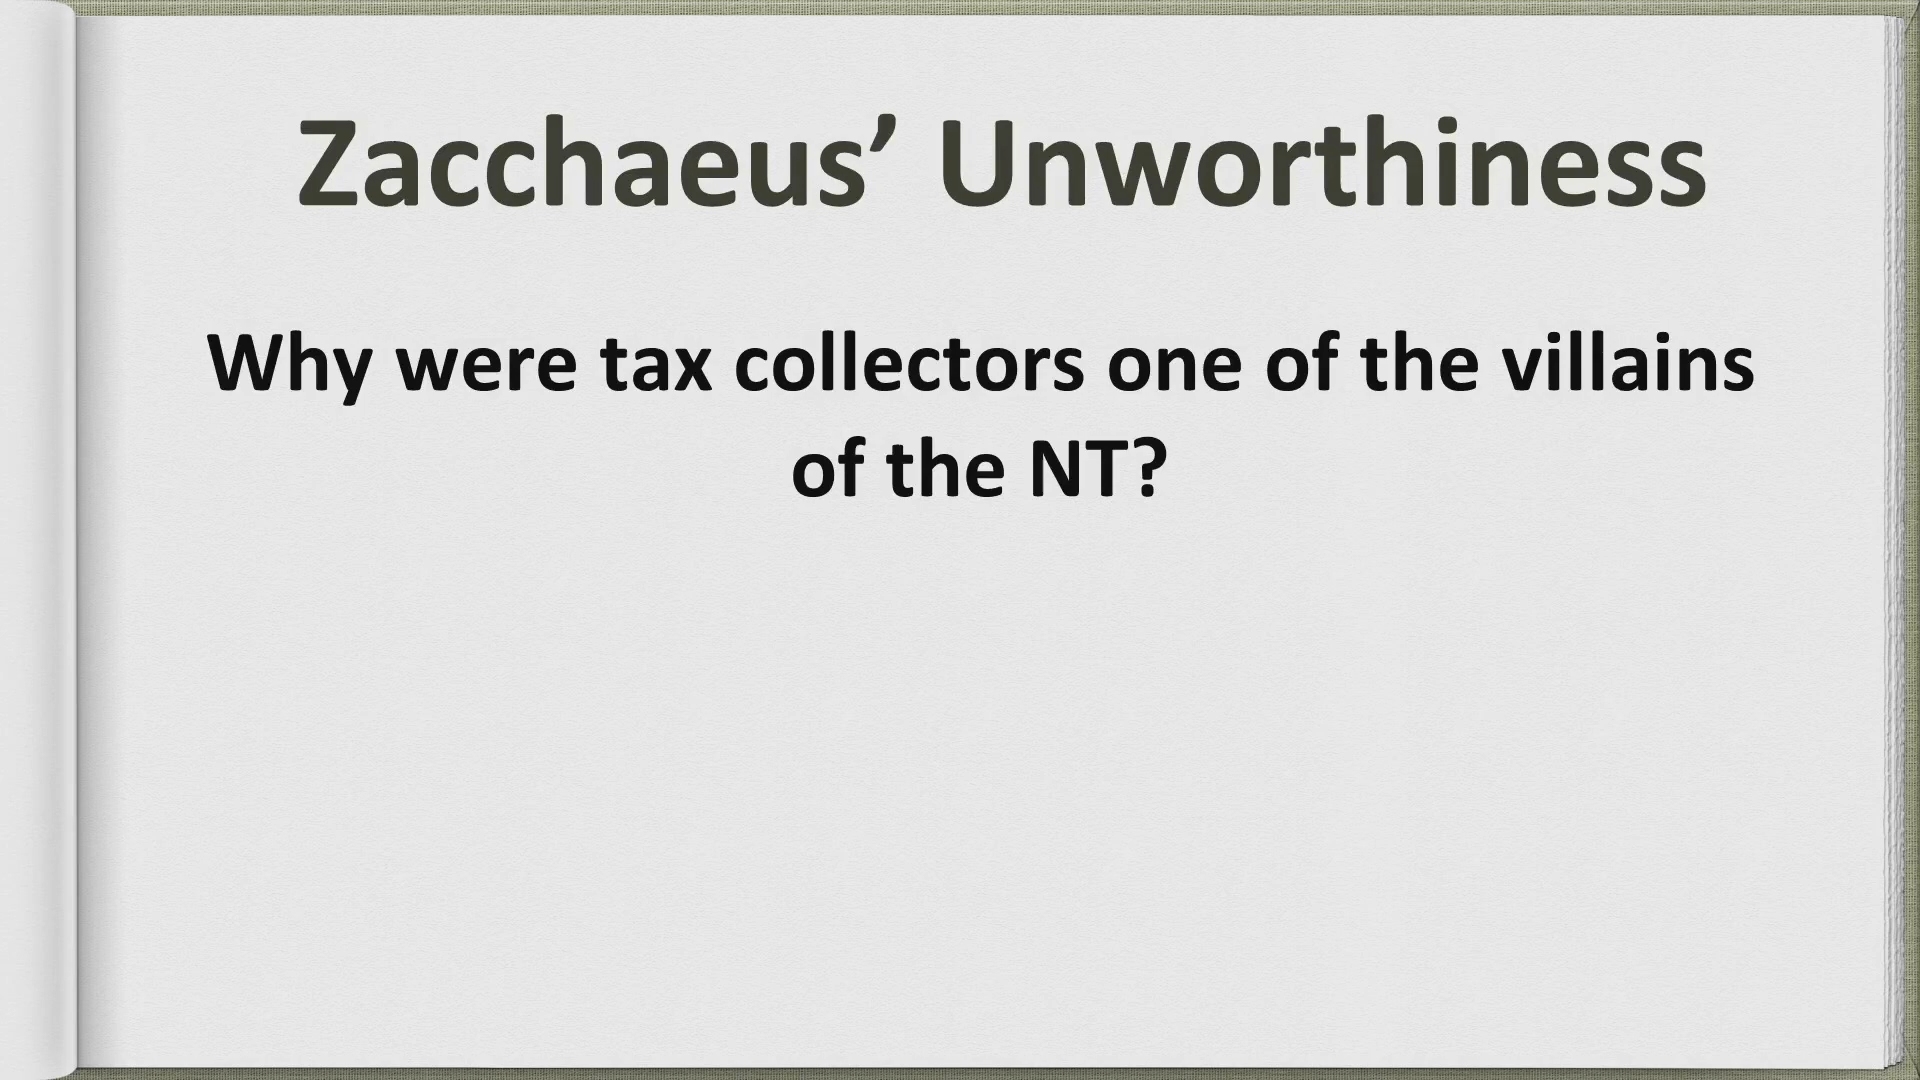 Zacchaeus’ Unworthiness
Why were tax collectors one of the villains
of the NT?